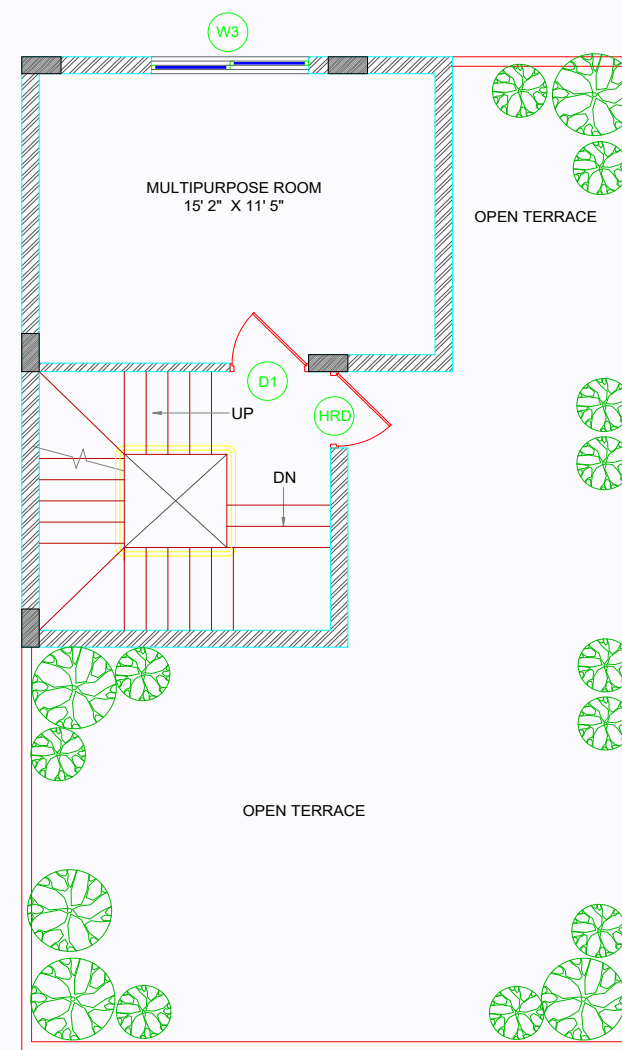 W3
MULTIPURPOSE ROOM
15' 2" X 11' 5"
OPEN TERRACE
D1
UP
HRD
DN
OPEN TERRACE